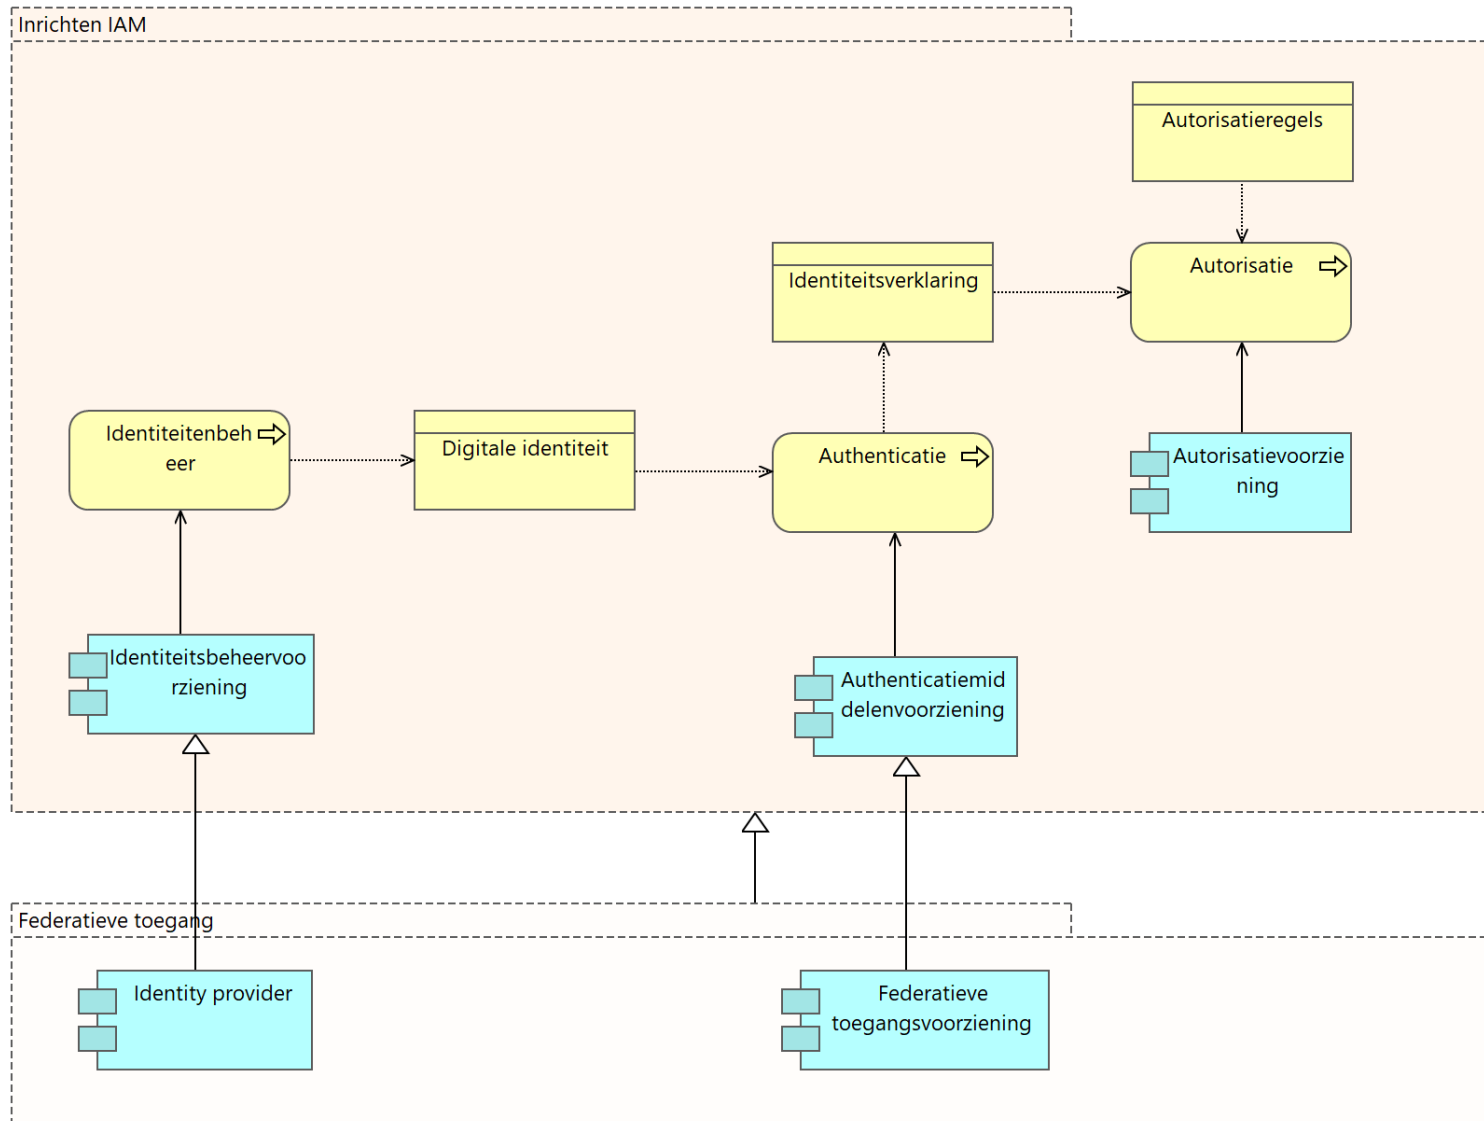 Inrichten IAM
Autorisatieregels
Identiteitsverklaring
Autorisatie
Identiteitenbeh
eer
Digitale identiteit
Authenticatie
Autorisatievoorzie
ning
Identiteitsbeheervoo
rziening
Authenticatiemid
delenvoorziening
Federatieve toegang
Identity provider
Federatieve
toegangsvoorziening